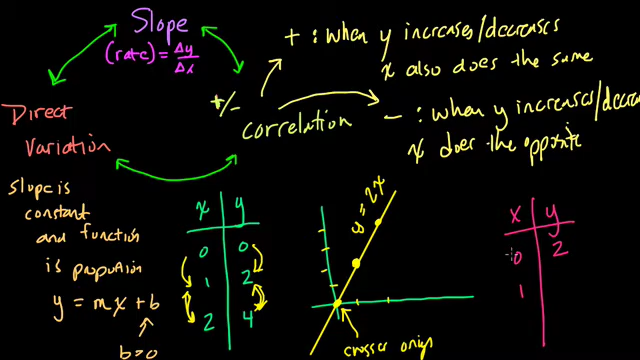 Slope
(rate) = Δy/Δx
+ : when y increases/decreases
x also does the same
+/-
correlation
- : when y increases/decrea
x does the opposite
Direct
Variation
Slope is
constant
and function
is propution
y = mx + b
b=0
x y
0 0
1 2
2 4
crosses origin
x y
0 2
1